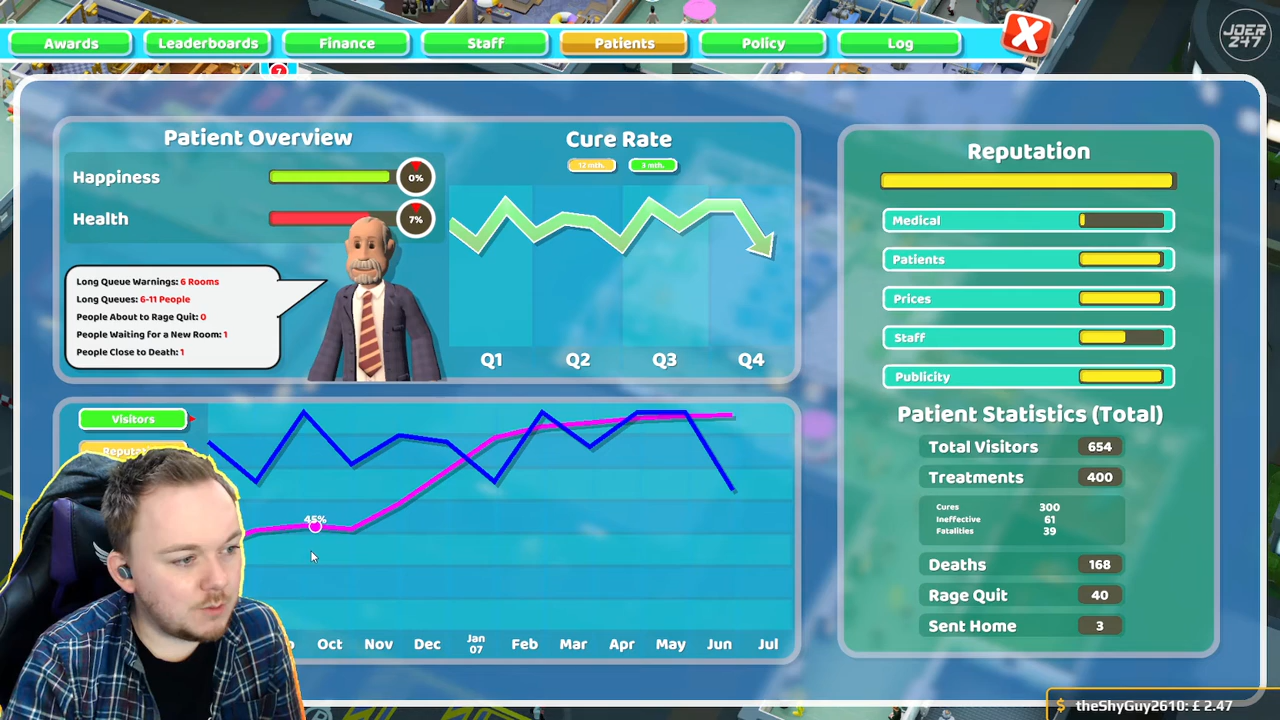 Awards
Leaderboards
Finance
Staff
Patients
Policy
Log
X
JOER
247
7
Patient Overview
Happiness
0%
Health
7%
Long Queue Warnings: 6 Rooms
Long Queues: 6-11 People
People About to Rage Quit: 0
People Waiting for a New Room: 1
People Close to Death: 1
Cure Rate
12 mth.
3 mth.
Q1
Q2
Q3
Q4
Visitors
45%
Oct
Nov
Dec
Jan
07
Feb
Mar
Apr
May
Jun
Jul
Reputation
Medical
Patients
Prices
Staff
Publicity
Patient Statistics (Total)
Total Visitors 654
Treatments 400
Cures 300
Ineffective 61
Fatalities 39
Deaths 168
Rage Quit 40
Sent Home 3
$ theShyGuy2610: £ 2.47